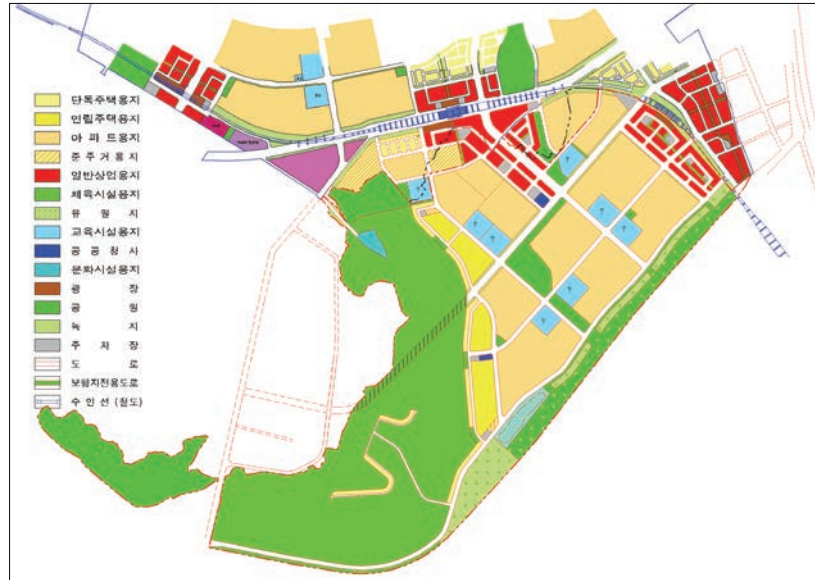 단독주택용지
연립주택용지
아파트용지
준주거용지
일반상업용지
체육시설용지
유 원 지
교육시설용지
공공청사
문화시설용지
광 장
공 원
녹 지
주 차 장
도 로
보행자전용도로
수인선 (철도)